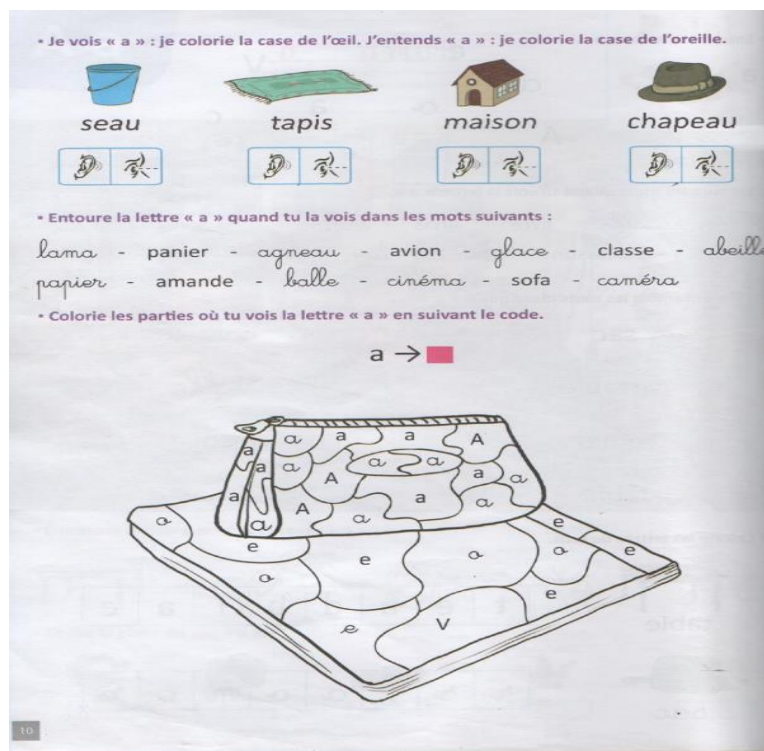 • Je vois « a » : je colorie la case de l'œil. J'entends « a » : je colorie la case de l'oreille.
seau tapis maison chapeau
• Entoure la lettre « a » quand tu la vois dans les mots suivants :
lama - panier - agneau - avion - glace - classe - abeille
papier - amande - balle - cinéma - sofa - caméra
• Colorie les parties où tu vois la lettre « a » en suivant le code.
a →
a a a a A
a a A a a a a
a A a a a
a a e
e e a a e
a e
e V
10